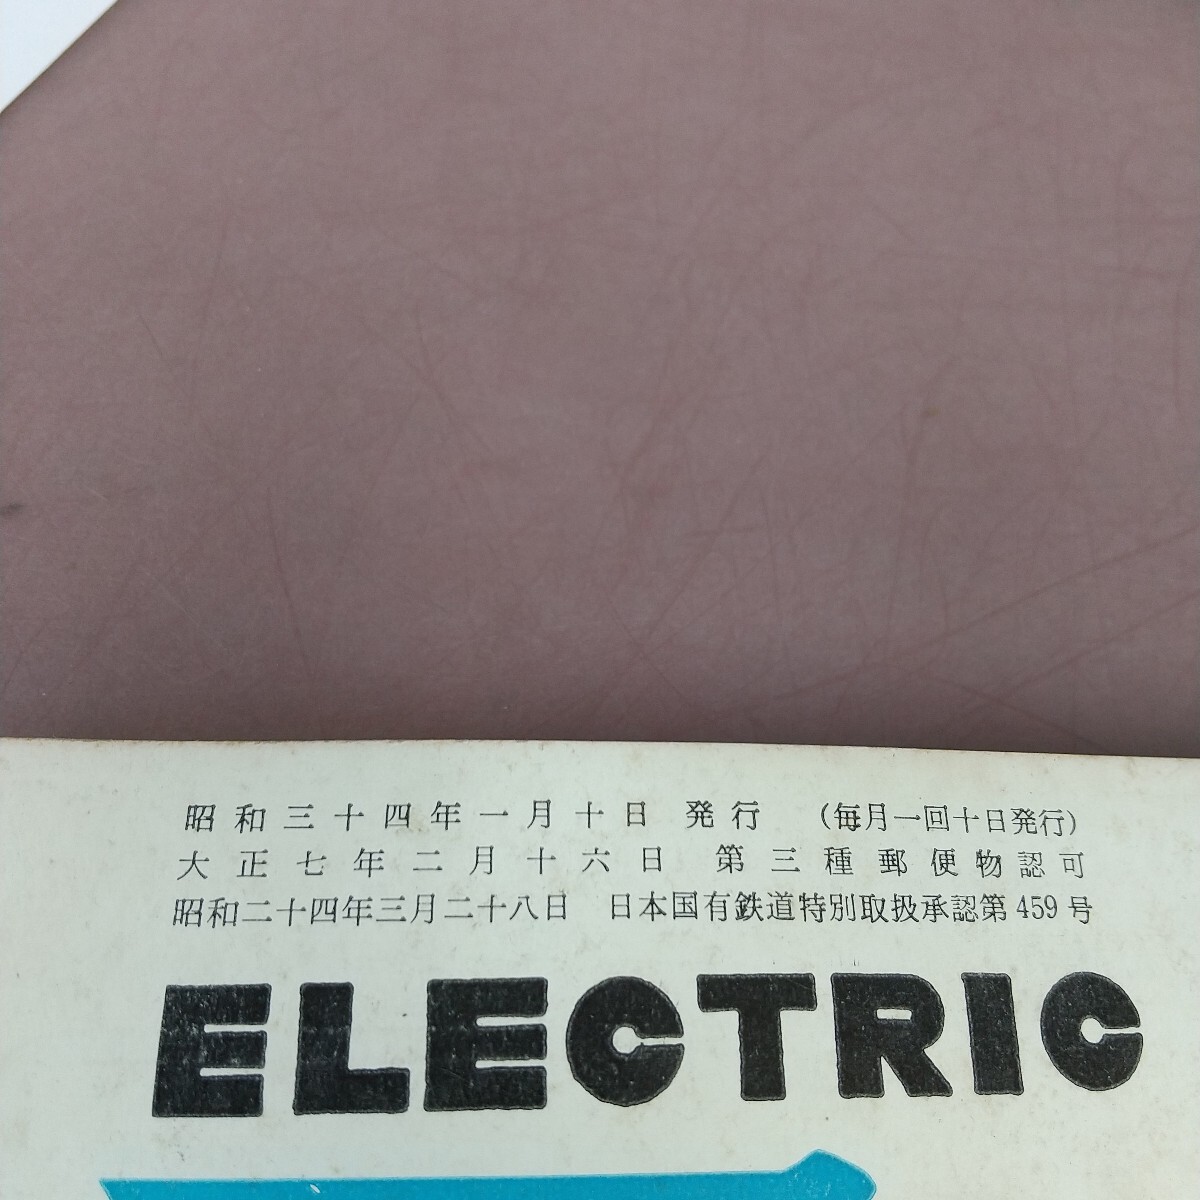 昭和三十四年一月十日 発行 (毎月一回十日発行)
大正七年二月十六日 第三種郵便物認可
昭和二十四年三月二十八日 日本国有鉄道特別取扱承認第459号
ELECTRIC